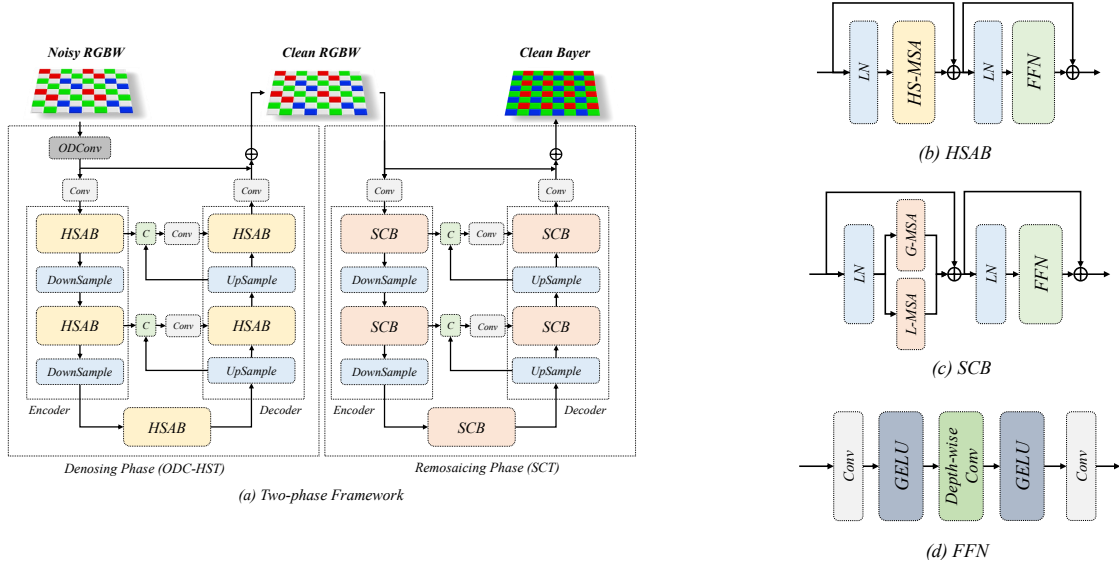 Noisy RGBW
Clean RGBW
Clean Bayer
ODConv
Conv
Conv
HSAB
C
Conv
HSAB
DownSample
UpSample
HSAB
C
Conv
HSAB
DownSample
UpSample
Encoder
Decoder
HSAB
Denosing Phase (ODC-HST)
Conv
Conv
SCB
C
Conv
SCB
DownSample
UpSample
SCB
C
Conv
SCB
DownSample
UpSample
Encoder
Decoder
SCB
Remosaicing Phase (SCT)
(a) Two-phase Framework
LN
HS-MSA
LN
FFN
(b) HSAB
LN
G-MSA
L-MSA
LN
FFN
(c) SCB
Conv
GELU
Depth-wise
Conv
GELU
Conv
(d) FFN